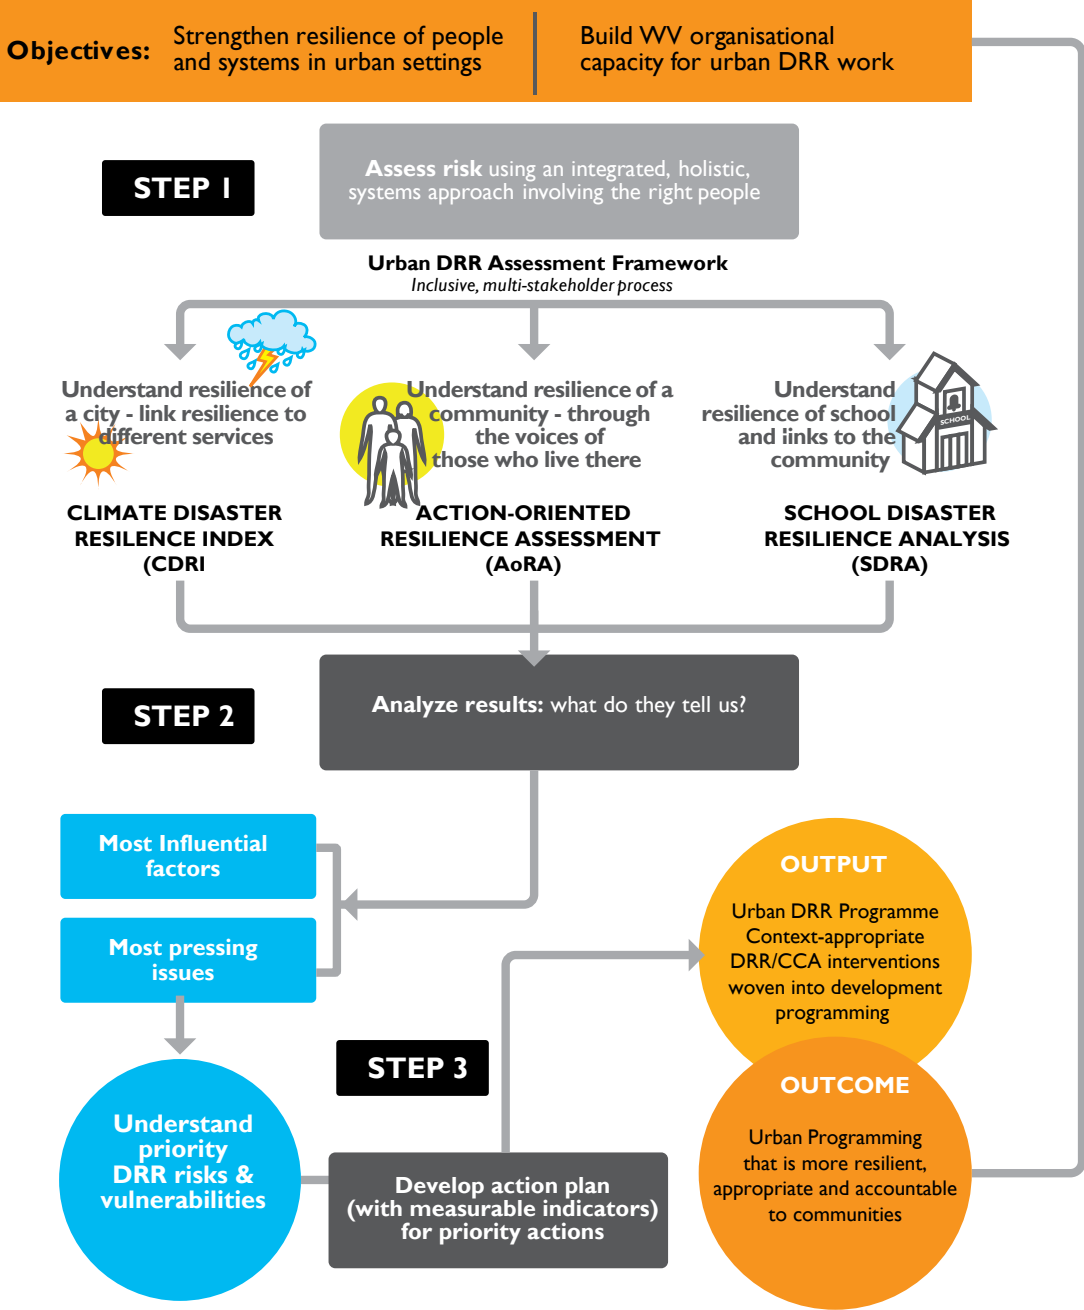 Objectives:
Strengthen resilience of people
and systems in urban settings
Build WV organisational
capacity for urban DRR work
STEP 1
Assess risk using an integrated, holistic,
systems approach involving the right people
Urban DRR Assessment Framework
Inclusive, multi-stakeholder process
Understand resilience of
a city - link resilience to
different services
Understand resilience of a
community - through
the voices of
those who live there
Understand
resilience of school
and iinks to the
community
SCHOOL
CLIMATE DISASTER
RESILENCE INDEX
(CDRI
ACTION-ORIENTED
RESILIENCE ASSESSMENT
(AoRA)
SCHOOL DISASTER
RESILIENCE ANALYSIS
(SDRA)
STEP 2
Analyze results: what do they tell us?
Most Influential
factors
Most pressing
issues
OUTPUT
Urban DRR Programme
Context-appropriate
DRR/CCA interventions
woven into development
programming
STEP 3
Understand
priority
DRR risks &
vulnerabilities
Develop action plan
(with measurable indicators)
for priority actions
OUTCOME
Urban Programming
that is more resilient,
appropriate and accountable
to communities